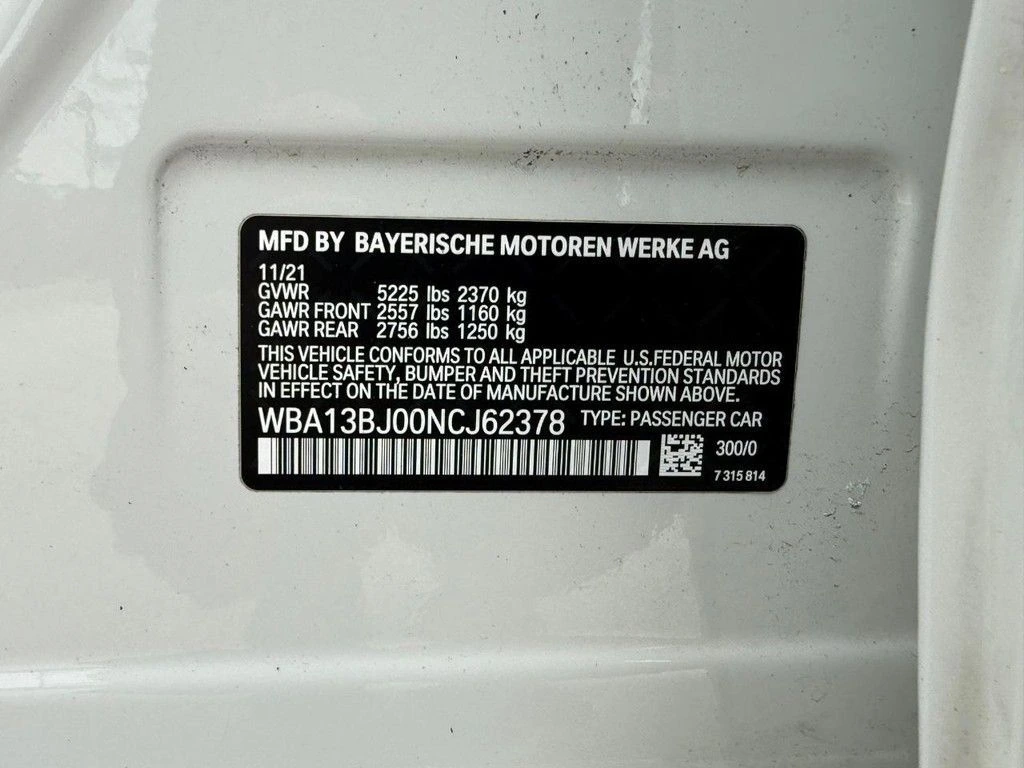 MFD BY BAYERISCHE MOTOREN WERKE AG
11/21
GVWR 5225 lbs 2370 kg
GAWR FRONT 2557 lbs 1160 kg
GAWR REAR 2756 lbs 1250 kg
THIS VEHICLE CONFORMS TO ALL APPLICABLE U.S.FEDERAL MOTOR
VEHICLE SAFETY, BUMPER AND THEFT PREVENTION STANDARDS
IN EFFECT ON THE DATE OF MANUFACTURE SHOWN ABOVE.
WBA13BJ00NCJ62378 TYPE: PASSENGER CAR
300/0
7 315 814